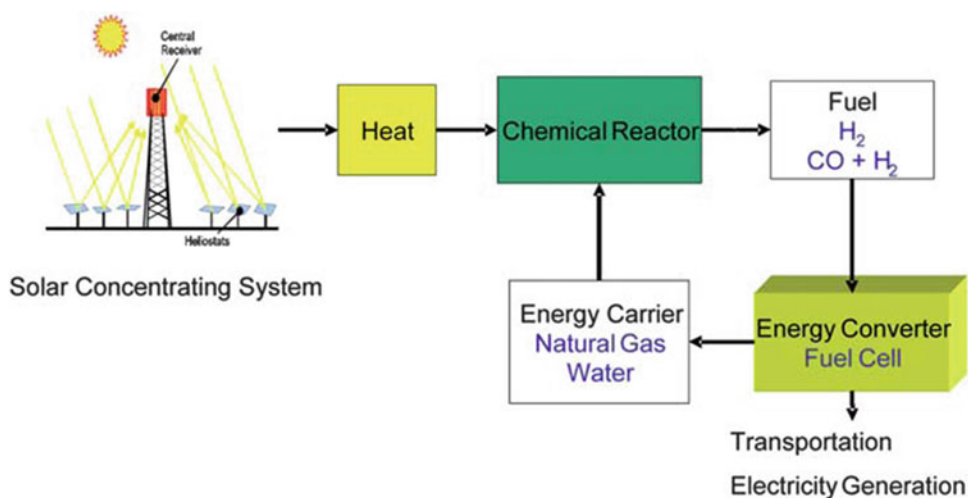 Central
Receiver
Heliostats
Solar Concentrating System
Heat
Chemical Reactor
Fuel
H₂
CO + H₂
Energy Carrier
Natural Gas
Water
Energy Converter
Fuel Cell
Transportation
Electricity Generation